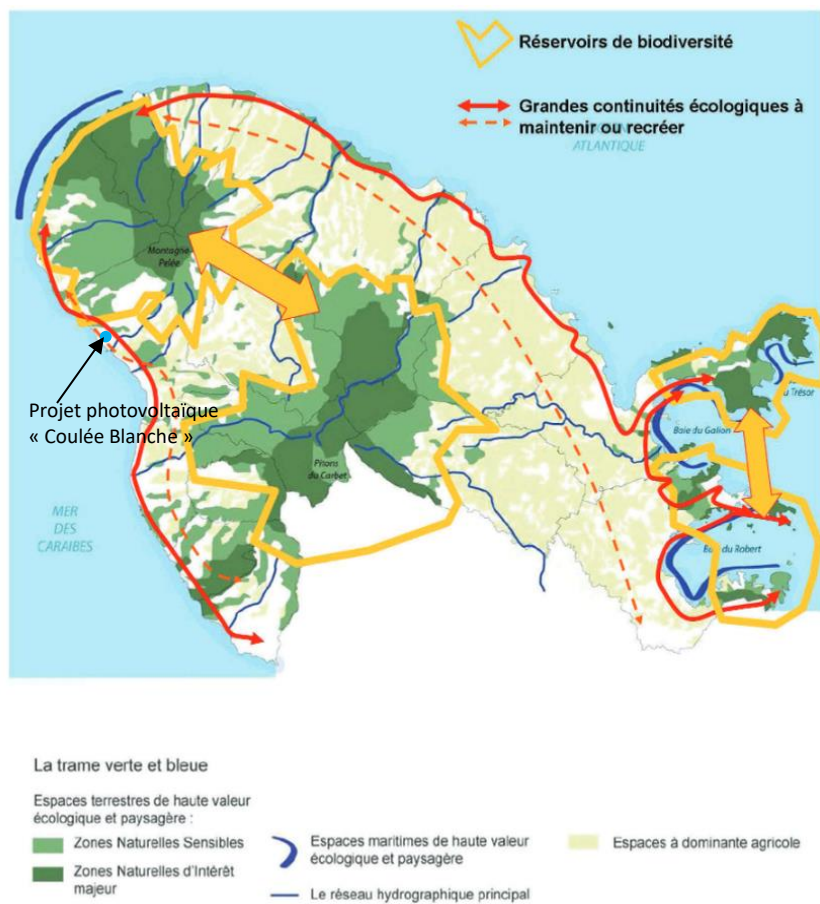 Réservoirs de biodiversité
Grandes continuités écologiques à
maintenir ou recréer
ATLANTIQUE
Montagne
Pelée
Projet photovoltaïque
« Coulée Blanche »
u Trésor
Baie du Galion
Pitons
du Carbet
MER
DES
CARAIBES
du Robert
La trame verte et bleue
Espaces terrestres de haute valeur
écologique et paysagère :
Zones Naturelles Sensibles
Zones Naturelles d'Intérêt
majeur
Espaces maritimes de haute valeur
écologique et paysagère
Le réseau hydrographique principal
Espaces à dominante agricole